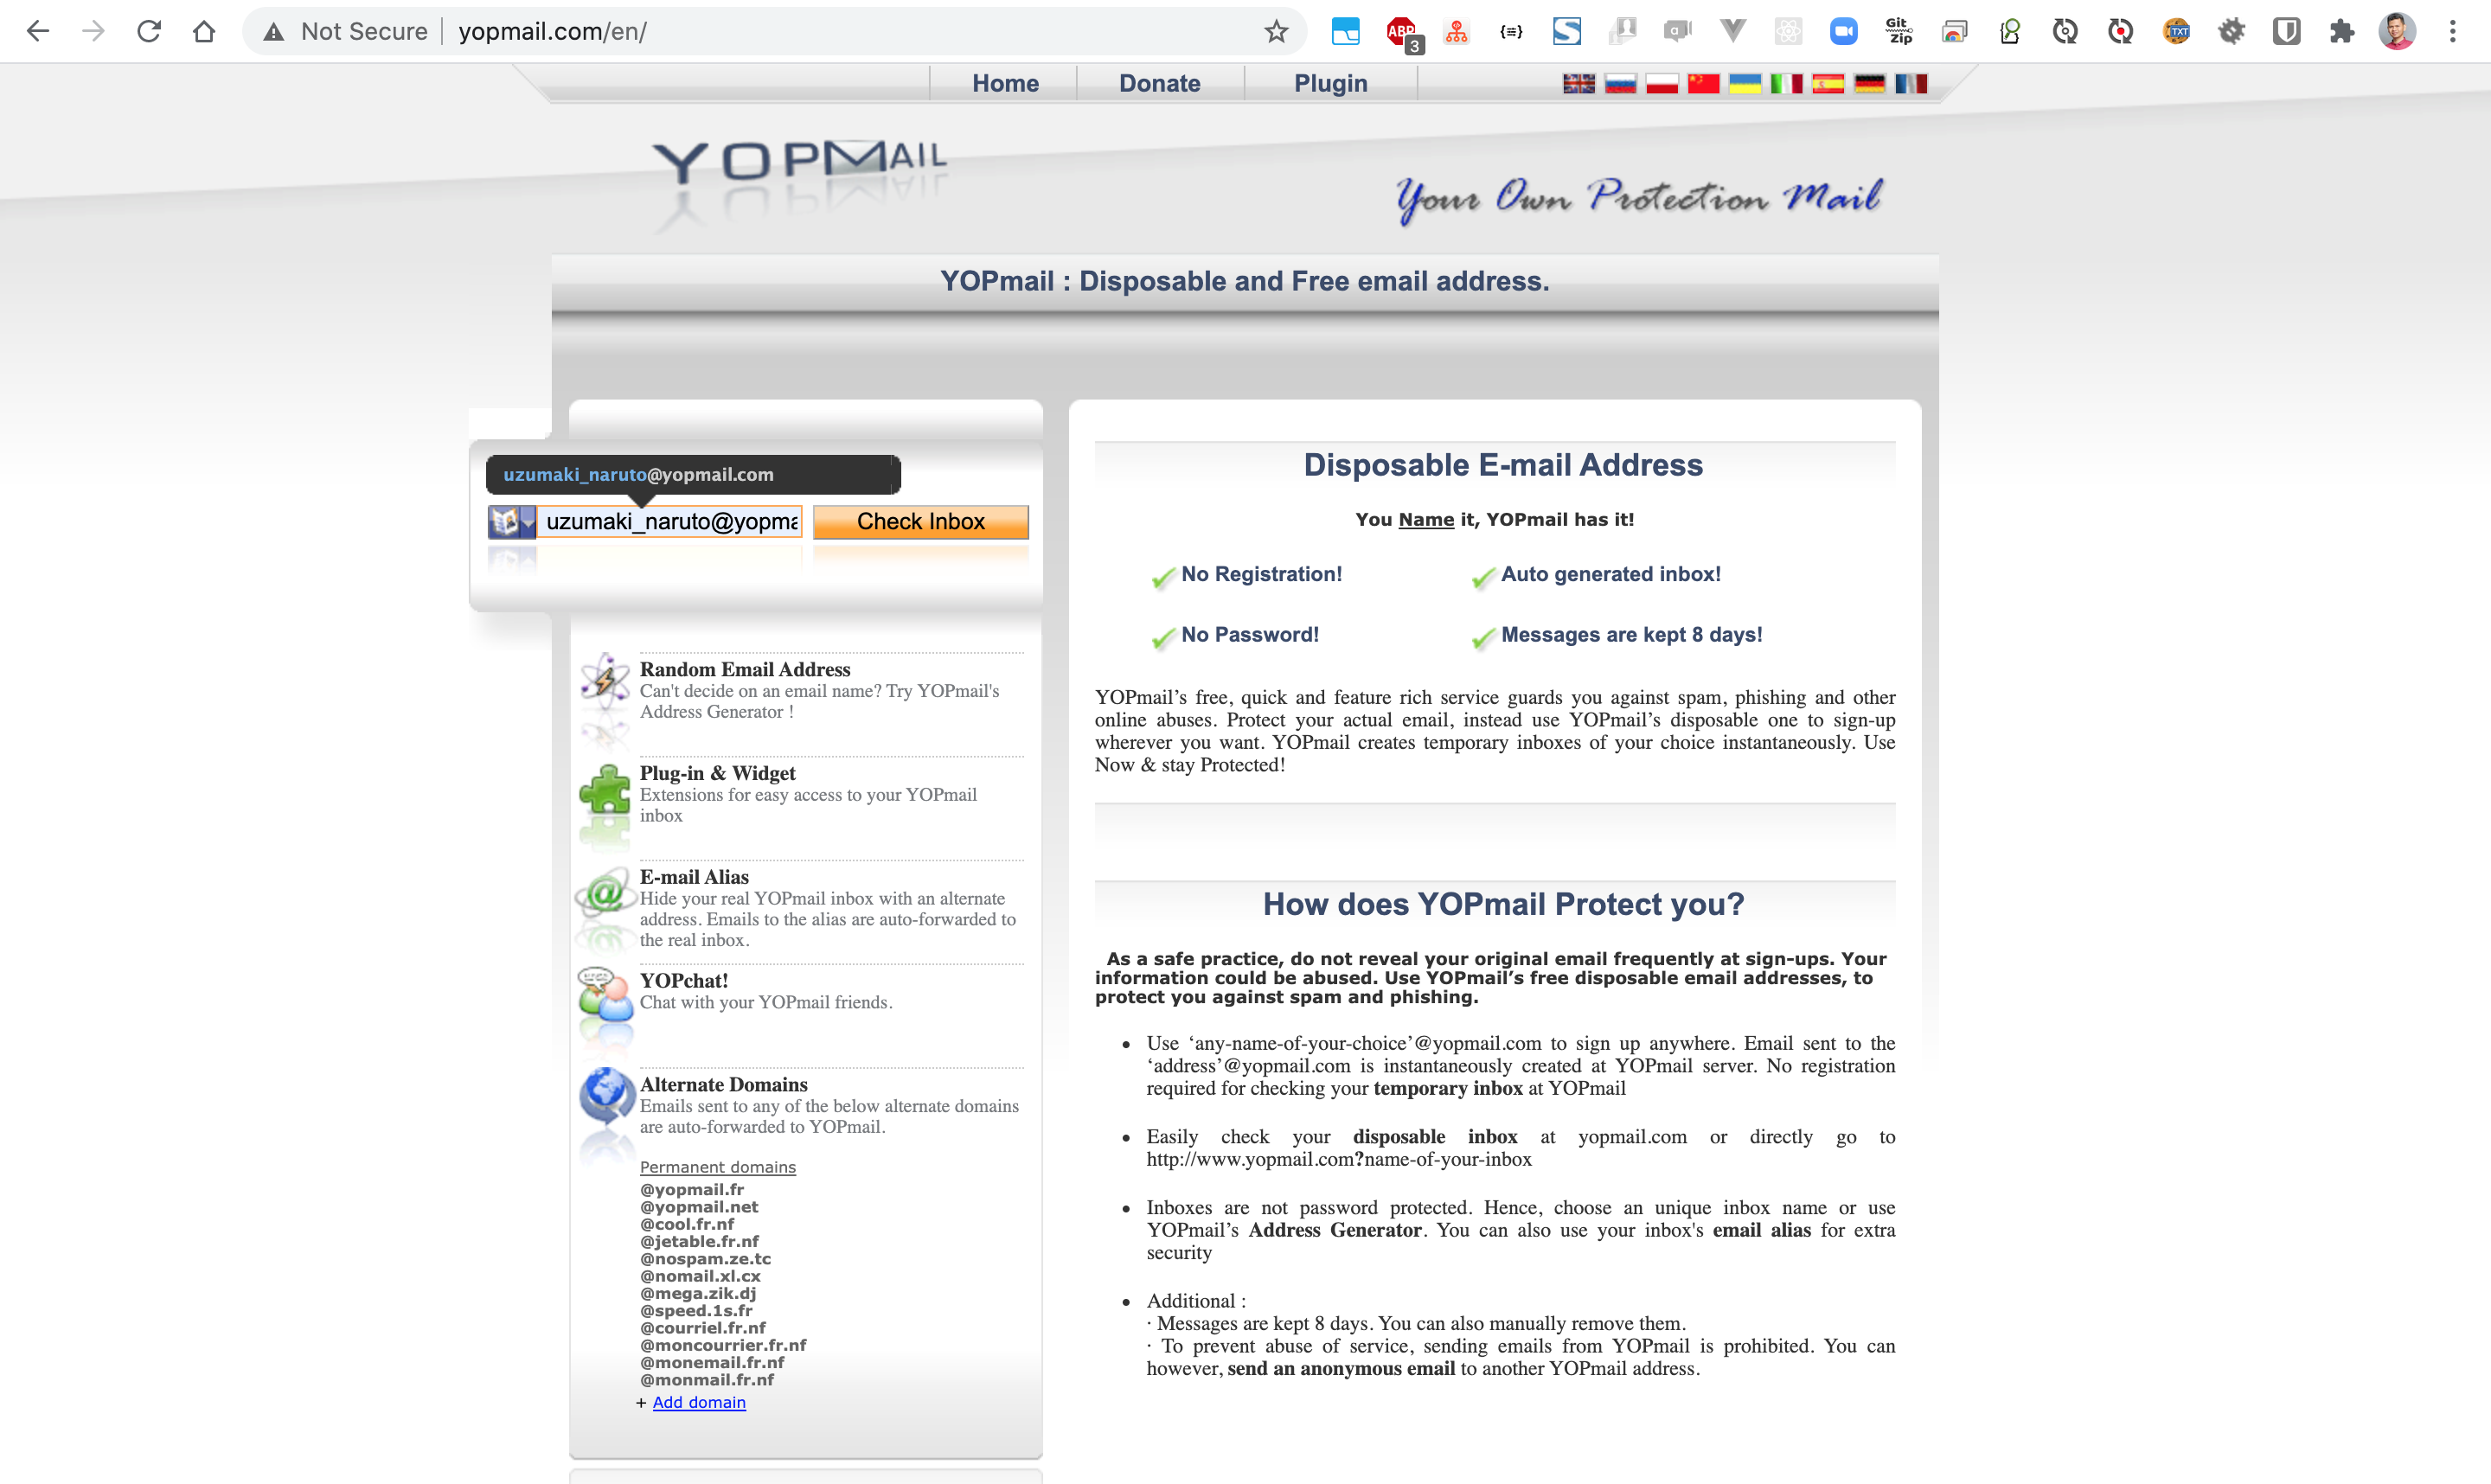 Not Secure yopmail.com/en/
ABP 3 {≡} S a Git Zip TXT
Home Donate Plugin
YOPMAIL
Your Own Protection Mail
YOPmail : Disposable and Free email address.
uzumaki_naruto@yopmail.com
uzumaki_naruto@yopma
Check Inbox
Random Email Address
Can't decide on an email name? Try YOPmail's
Address Generator !
Plug-in & Widget
Extensions for easy access to your YOPmail
inbox
E-mail Alias
Hide your real YOPmail inbox with an alternate
address. Emails to the alias are auto-forwarded to
the real inbox.
YOPchat!
Chat with your YOPmail friends.
Alternate Domains
Emails sent to any of the below alternate domains
are auto-forwarded to YOPmail.
Permanent domains
@yopmail.fr
@yopmail.net
@cool.fr.nf
@jetable.fr.nf
@nospam.ze.tc
@nomail.xl.cx
@mega.zik.dj
@speed.1s.fr
@courriel.fr.nf
@moncourrier.fr.nf
@monemail.fr.nf
@monmail.fr.nf
+ Add domain
Disposable E-mail Address
You Name it, YOPmail has it!
No Registration! Auto generated inbox!
No Password! Messages are kept 8 days!
YOPmail’s free, quick and feature rich service guards you against spam, phishing and other
online abuses. Protect your actual email, instead use YOPmail’s disposable one to sign-up
wherever you want. YOPmail creates temporary inboxes of your choice instantaneously. Use
Now & stay Protected!
How does YOPmail Protect you?
As a safe practice, do not reveal your original email frequently at sign-ups. Your
information could be abused. Use YOPmail’s free disposable email addresses, to
protect you against spam and phishing.
• Use ‘any-name-of-your-choice’@yopmail.com to sign up anywhere. Email sent to the
‘address’@yopmail.com is instantaneously created at YOPmail server. No registration
required for checking your temporary inbox at YOPmail
• Easily check your disposable inbox at yopmail.com or directly go to
http://www.yopmail.com?name-of-your-inbox
• Inboxes are not password protected. Hence, choose an unique inbox name or use
YOPmail’s Address Generator. You can also use your inbox's email alias for extra
security
• Additional :
· Messages are kept 8 days. You can also manually remove them.
· To prevent abuse of service, sending emails from YOPmail is prohibited. You can
however, send an anonymous email to another YOPmail address.